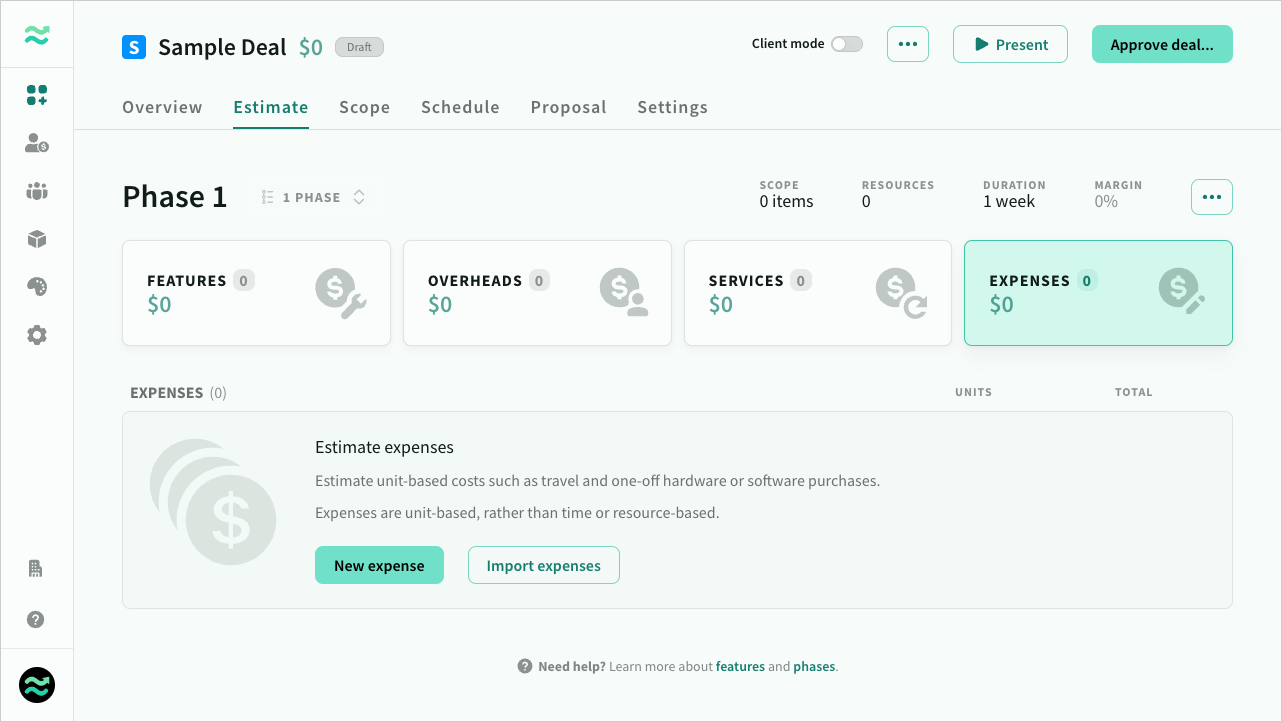 S Sample Deal $0 Draft
Client mode
Present
Approve deal...
Overview Estimate Scope Schedule Proposal Settings
Phase 1
1 PHASE
SCOPE
0 items
RESOURCES
0
DURATION
1 week
MARGIN
0%
FEATURES 0
$0
$
OVERHEADS 0
$0
$
SERVICES 0
$0
$
EXPENSES 0
$0
$
EXPENSES (0)
UNITS
TOTAL
$
Estimate expenses
Estimate unit-based costs such as travel and one-off hardware or software purchases.
Expenses are unit-based, rather than time or resource-based.
New expense
Import expenses
? Need help? Learn more about features and phases.
$
?